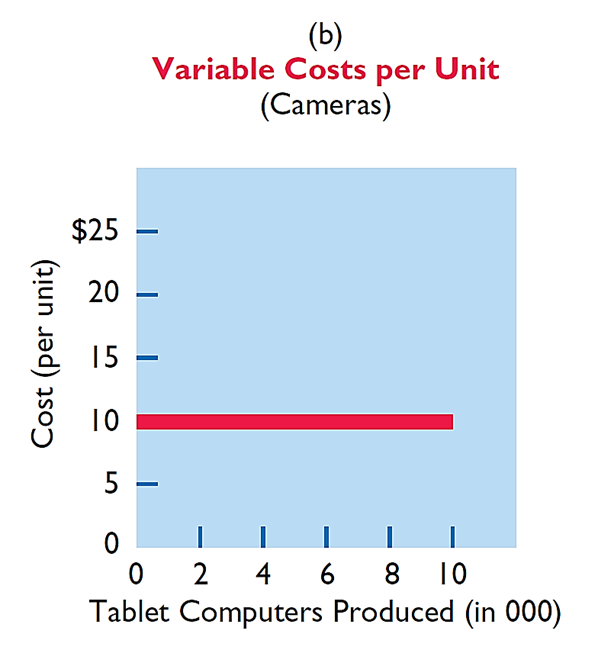 (b)
Variable Costs per Unit
(Cameras)
Cost (per unit)
$25
20
15
10
5
0
0 2 4 6 8 10
Tablet Computers Produced (in 000)